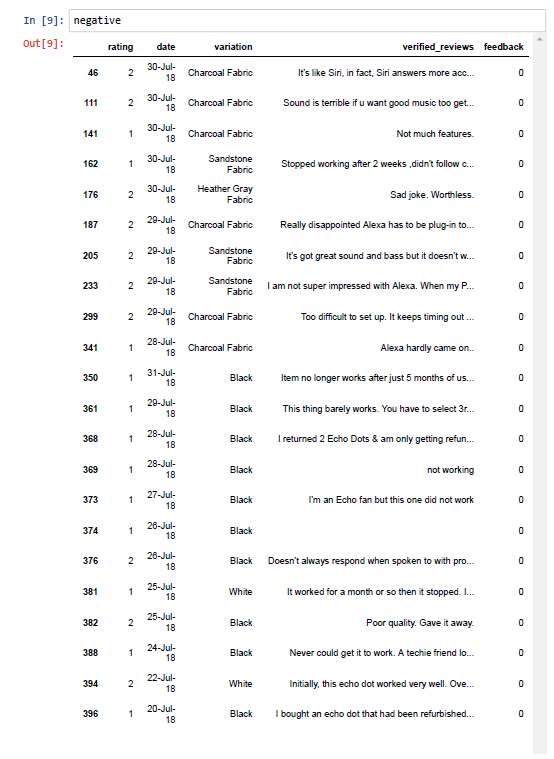 In [9]: negative
Out[9]:
rating date variation verified_reviews feedback
46 2 30-Jul-18 Charcoal Fabric It's like Siri, in fact, Siri answers more acc... 0
111 2 30-Jul-18 Charcoal Fabric Sound is terrible if u want good music too get... 0
141 1 30-Jul-18 Charcoal Fabric Not much features. 0
162 1 30-Jul-18 Sandstone Fabric Stopped working after 2 weeks ,didn't follow c... 0
176 2 30-Jul-18 Heather Gray Fabric Sad joke. Worthless. 0
187 2 29-Jul-18 Charcoal Fabric Really disappointed Alexa has to be plug-in to... 0
205 2 29-Jul-18 Sandstone Fabric It's got great sound and bass but it doesn't w... 0
233 2 29-Jul-18 Sandstone Fabric I am not super impressed with Alexa. When my P... 0
299 2 29-Jul-18 Charcoal Fabric Too difficult to set up. It keeps timing out ... 0
341 1 28-Jul-18 Charcoal Fabric Alexa hardly came on.. 0
350 1 31-Jul-18 Black Item no longer works after just 5 months of us... 0
361 1 29-Jul-18 Black This thing barely works. You have to select 3r... 0
368 1 28-Jul-18 Black I returned 2 Echo Dots & am only getting refun... 0
369 1 28-Jul-18 Black not working 0
373 1 27-Jul-18 Black I'm an Echo fan but this one did not work 0
374 1 26-Jul-18 Black 0
376 2 26-Jul-18 Black Doesn't always respond when spoken to with pro... 0
381 1 25-Jul-18 White It worked for a month or so then it stopped. I... 0
382 2 25-Jul-18 Black Poor quality. Gave it away. 0
388 1 24-Jul-18 Black Never could get it to work. A techie friend lo... 0
394 2 22-Jul-18 White Initially, this echo dot worked very well. Ove... 0
396 1 20-Jul-18 Black I bought an echo dot that had been refurbished... 0